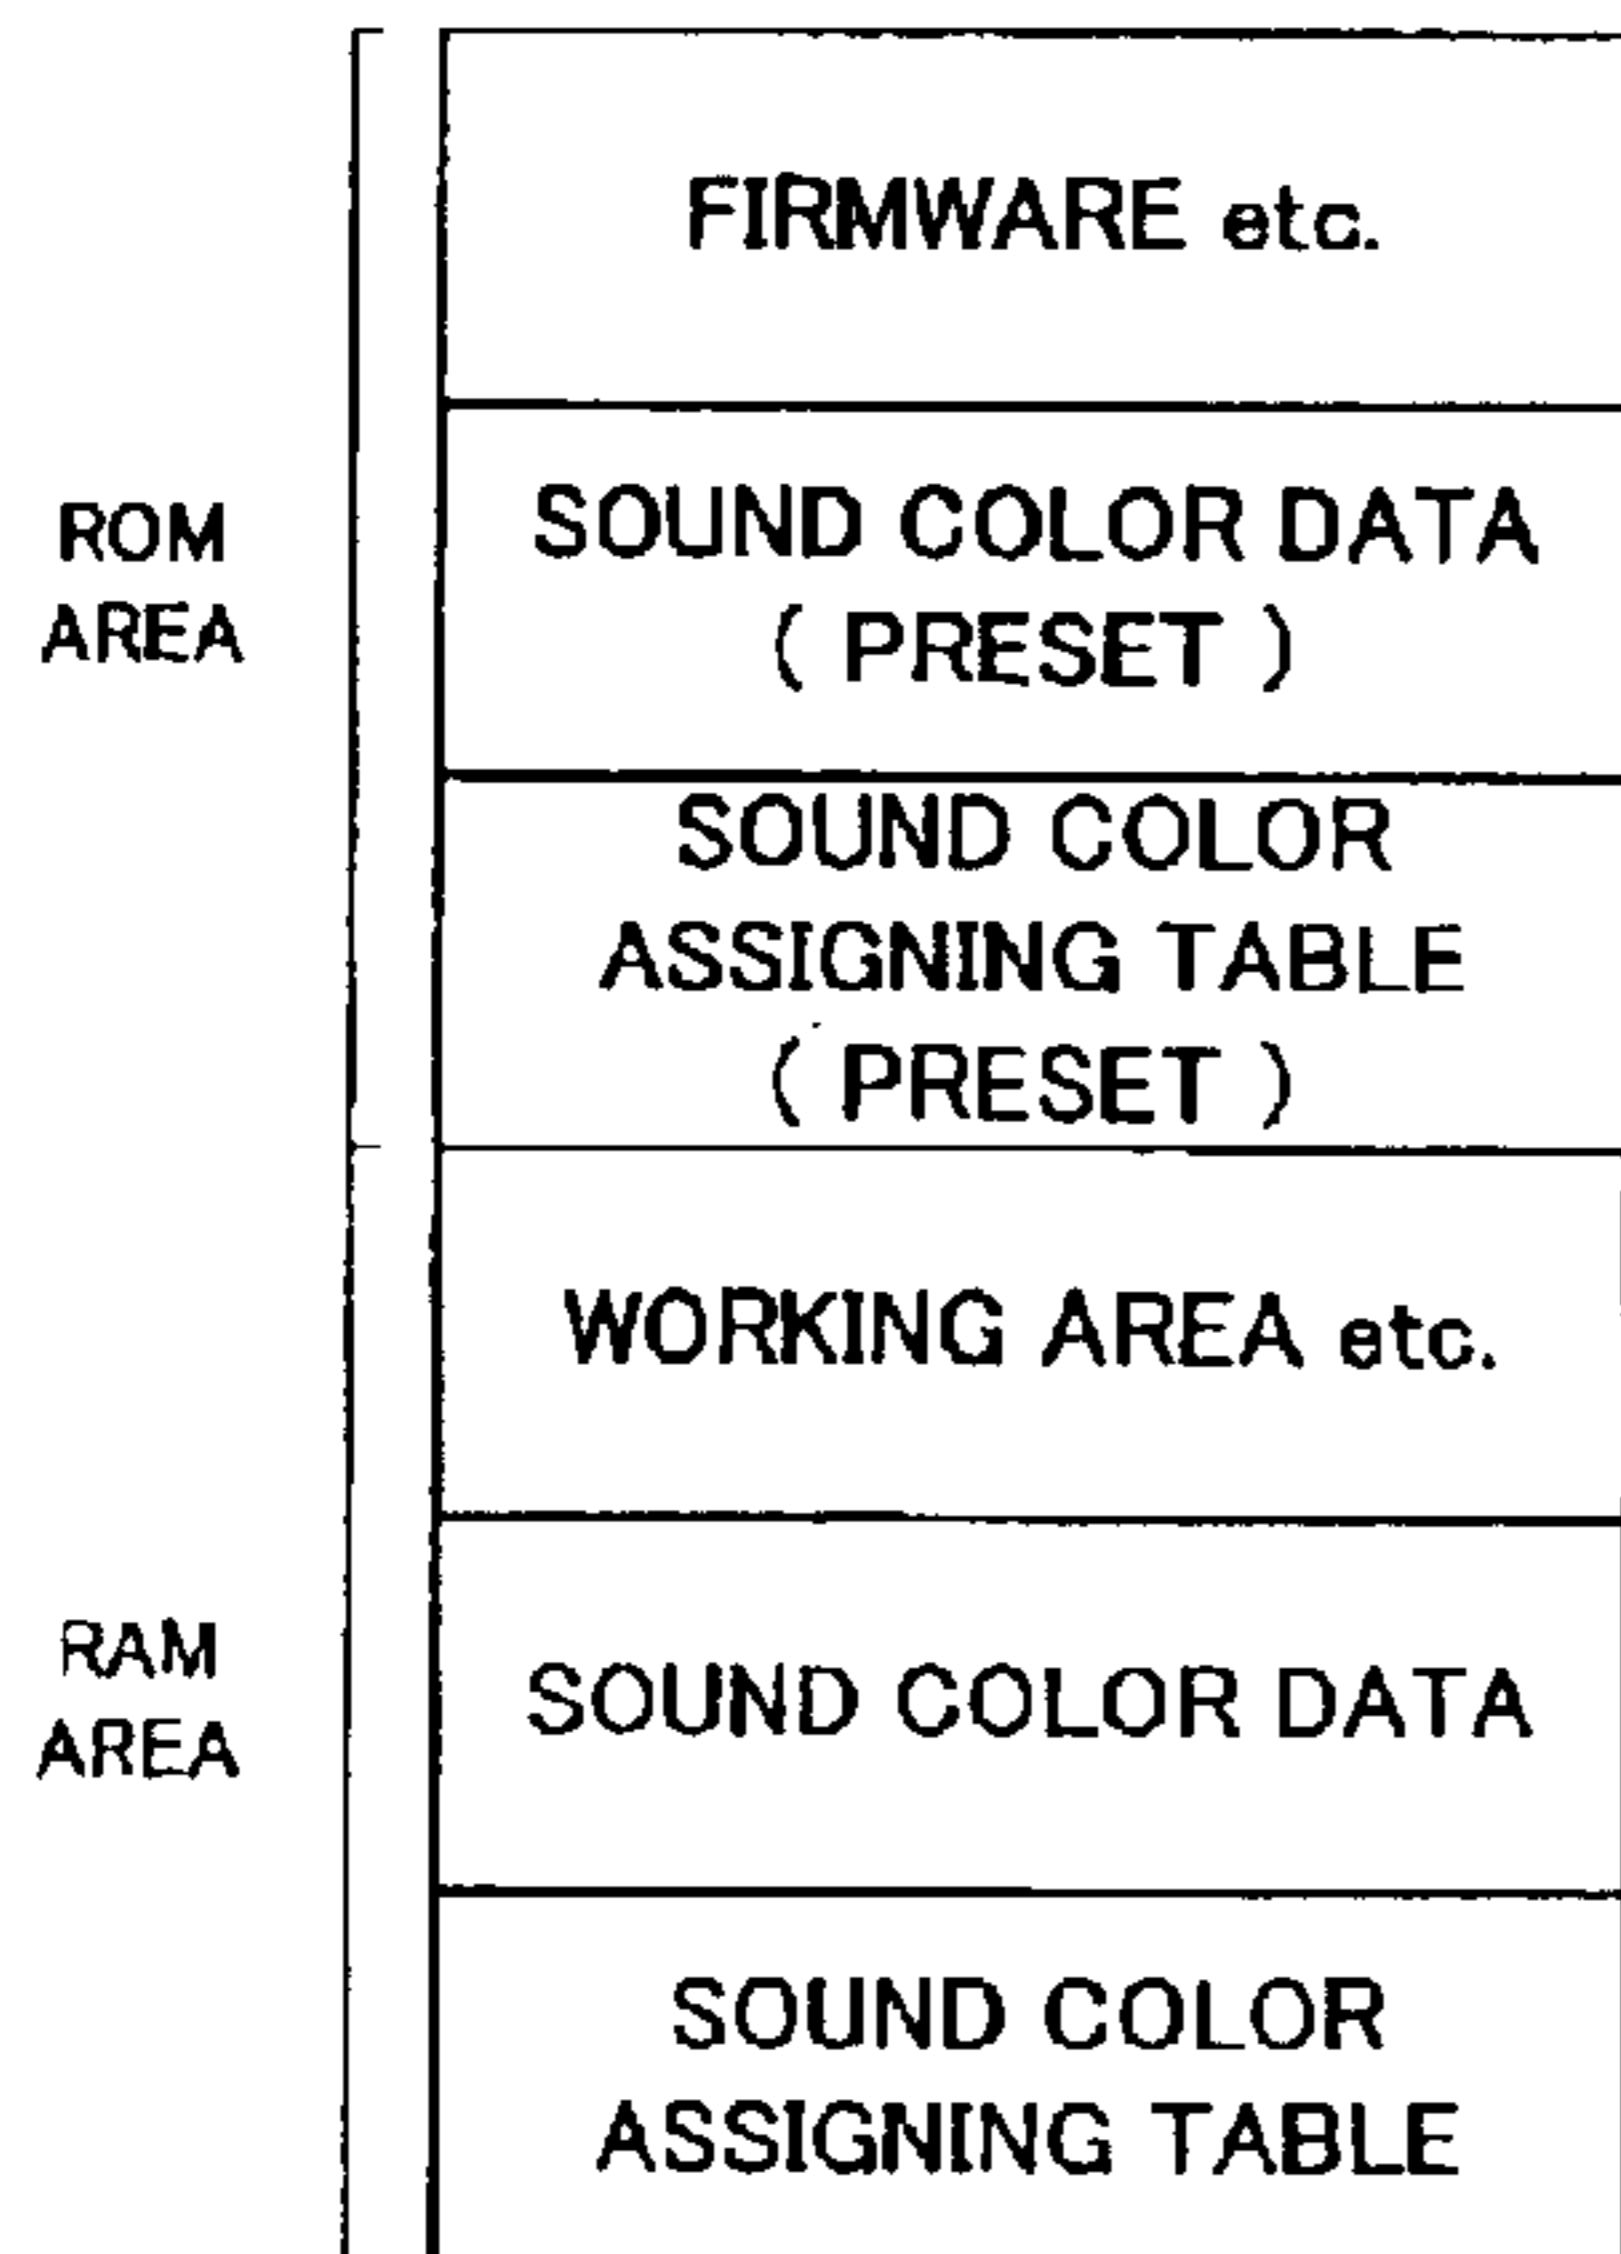 FIRMWARE etc.
ROM
AREA
SOUND COLOR DATA
( PRESET )
SOUND COLOR
ASSIGNING TABLE
( PRESET )
WORKING AREA etc.
RAM
AREA
SOUND COLOR DATA
SOUND COLOR
ASSIGNING TABLE